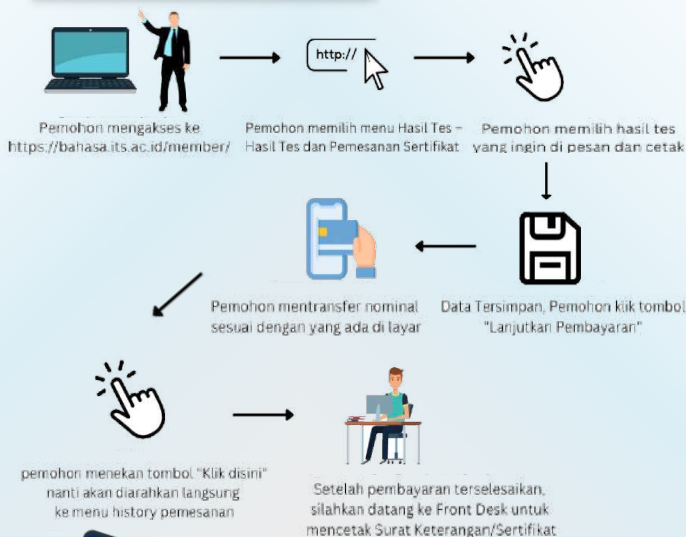 Pemohon mengakses ke
https://bahasa.its.ac.id/member/
http://
Pemohon memilih menu Hasil Tes –
Hasil Tes dan Pemesanan Sertifikat
Pemohon memilih hasil tes
yang ingin di pesan dan cetak
Data Tersimpan, Pemohon klik tombol
"Lanjutkan Pembayaran"
Pemohon mentransfer nominal
sesuai dengan yang ada di layar
pemohon menekan tombol "Klik disini"
nanti akan diarahkan langsung
ke menu history pemesanan
Setelah pembayaran terselesaikan,
silahkan datang ke Front Desk untuk
mencetak Surat Keterangan/Sertifikat